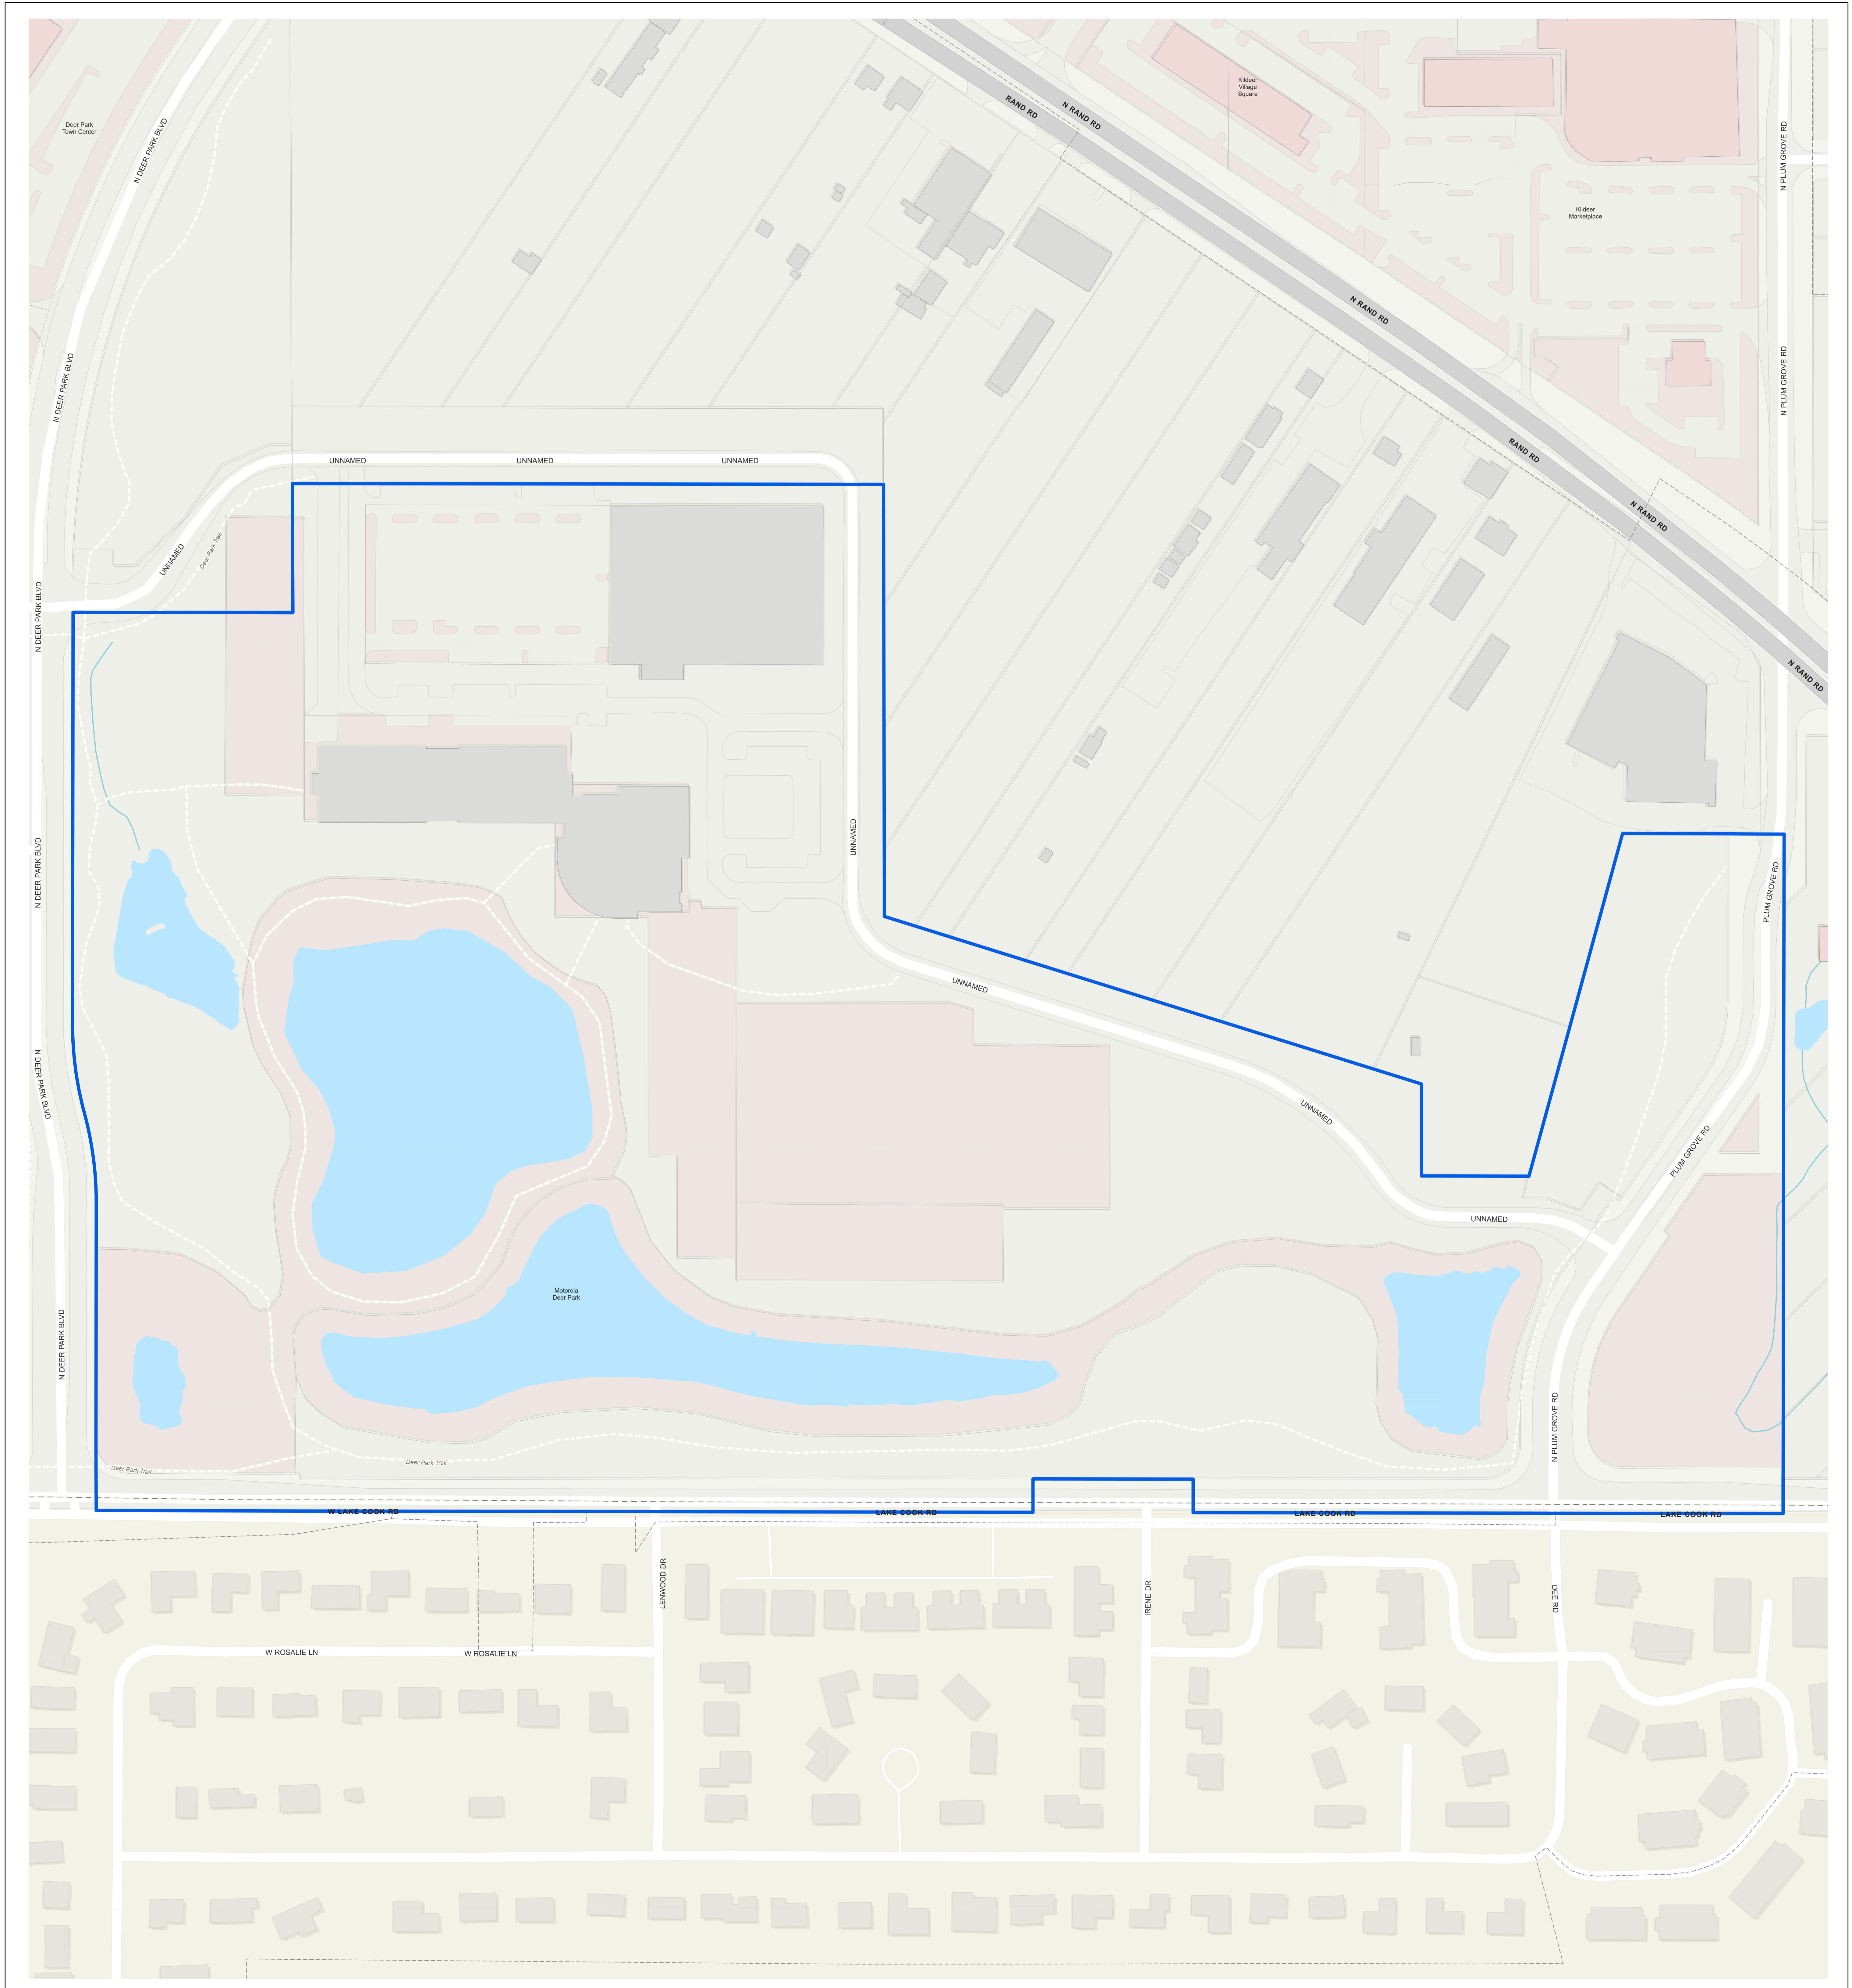 Deer Park
Town Center
N DEER PARK BLVD
N DEER PARK BLVD
N DEER PARK BLVD
N DEER PARK BLVD
N DEER PARK BLVD
N DEER PARK BLVD
RAND RD
N RAND RD
Kildeer
Village
Square
Kildeer
Marketplace
N PLUM GROVE RD
N PLUM GROVE RD
N RAND RD
RAND RD
N RAND RD
N RAND RD
UNNAMED
UNNAMED
UNNAMED
UNNAMED
Deer Park Trail
UNNAMED
PLUM GROVE RD
UNNAMED
UNNAMED
PLUM GROVE RD
UNNAMED
Motorola
Deer Park
N PLUM GROVE RD
Deer Park Trail
Deer Park Trail
W LAKE COOK RD
LAKE COOK RD
LAKE COOK RD
LAKE COOK RD
LENWOOD DR
IRENE DR
DEE RD
W ROSALIE LN
W ROSALIE LN